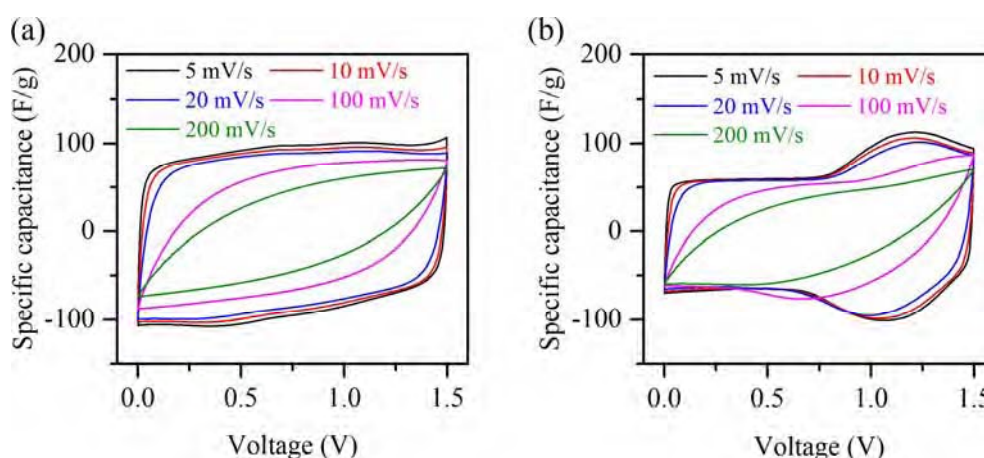 (a)
200
5 mV/s 10 mV/s
20 mV/s 100 mV/s
200 mV/s
100
0
-100
Specific capacitance (F/g)
0.0 0.5 1.0 1.5
Voltage (V)
(b)
200
5 mV/s 10 mV/s
20 mV/s 100 mV/s
200 mV/s
100
0
-100
Specific capacitance (F/g)
0.0 0.5 1.0 1.5
Voltage (V)